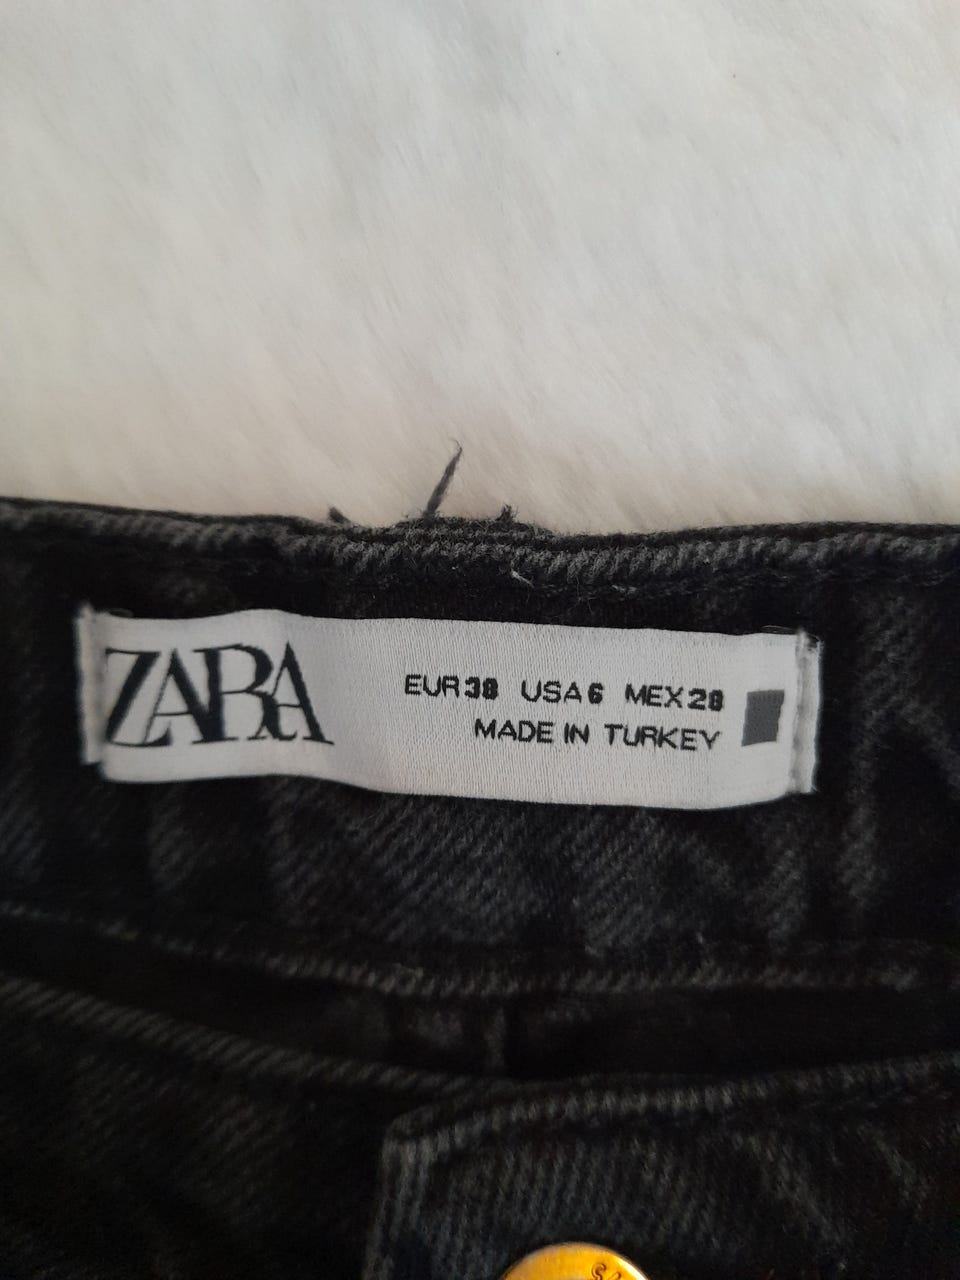 ZARA
EUR 38 USA 6 MEX 28
MADE IN TURKEY